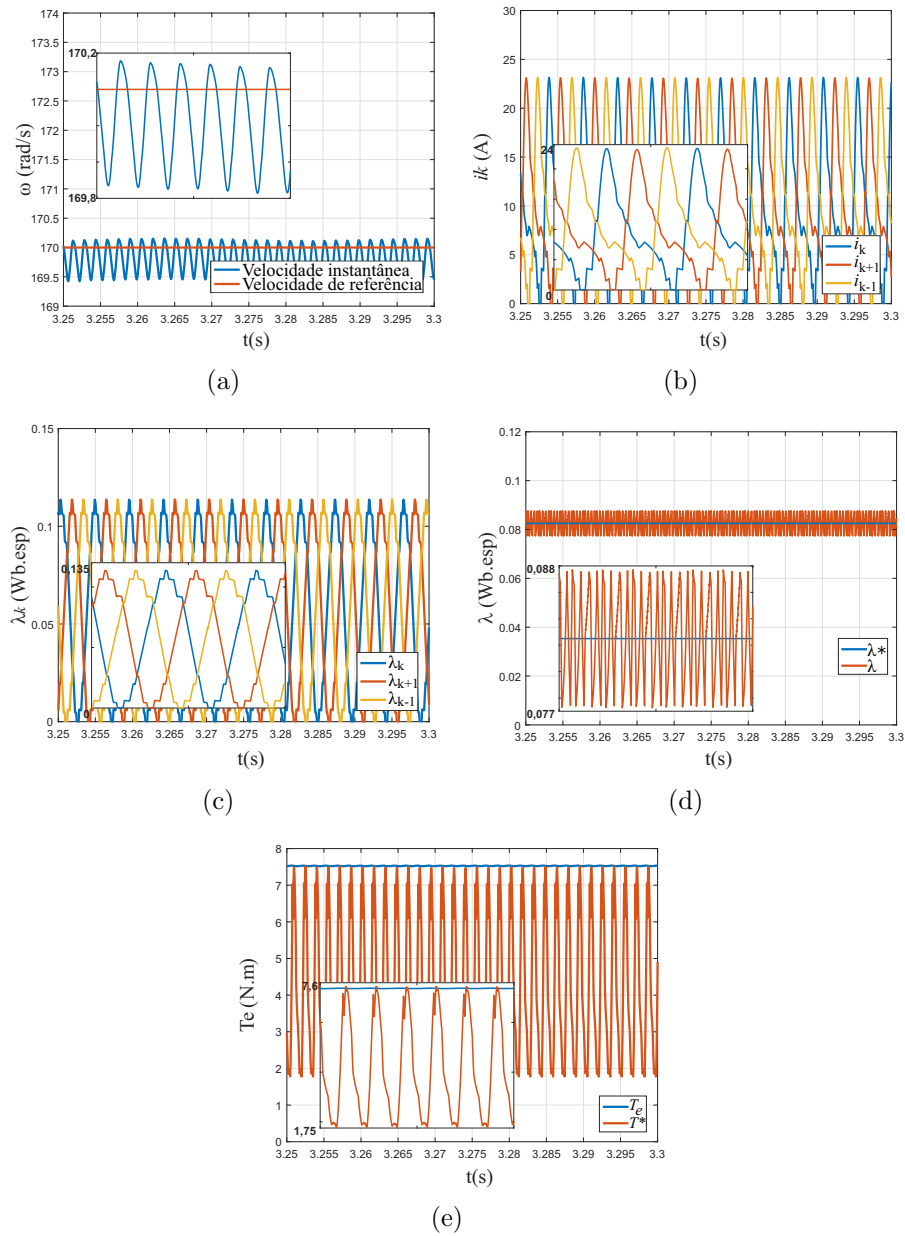 174
173.5
173
172.5
172
171.5
171
170.5
170
169.5
169
ω (rad/s)
170,2
169,8
Velocidade instantânea
Velocidade de referência
3.25 3.255 3.26 3.265 3.27 3.275 3.28 3.285 3.29 3.295 3.3
t(s)
(a)
30
25
20
15
10
5
0
ik (A)
24
0
i_k
i_{k+1}
i_{k-1}
3.25 3.255 3.26 3.265 3.27 3.275 3.28 3.285 3.29 3.295 3.3
t(s)
(b)
0.15
0.1
0.05
0
λk (Wb.esp)
0,135
0
λ_k
λ_{k+1}
λ_{k-1}
3.25 3.255 3.26 3.265 3.27 3.275 3.28 3.285 3.29 3.295 3.3
t(s)
(c)
0.12
0.1
0.08
0.06
0.04
0.02
0
λ (Wb.esp)
0,088
0,077
λ*
λ
3.25 3.255 3.26 3.265 3.27 3.275 3.28 3.285 3.29 3.295 3.3
t(s)
(d)
8
7
6
5
4
3
2
1
0
Te (N.m)
7,6
1,75
T_e
T*
3.25 3.255 3.26 3.265 3.27 3.275 3.28 3.285 3.29 3.295 3.3
t(s)
(e)